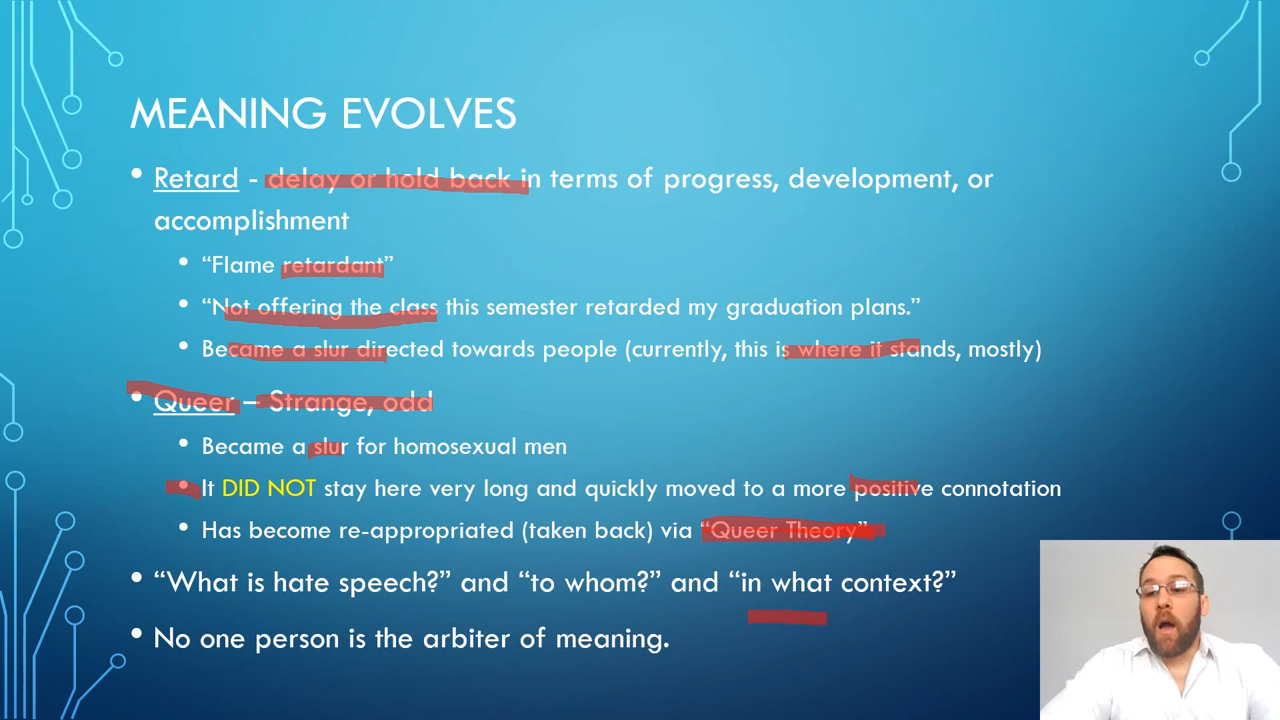 MEANING EVOLVES
• Retard - delay or hold back in terms of progress, development, or
accomplishment
• “Flame retardant”
• “Not offering the class this semester retarded my graduation plans.”
• Became a slur directed towards people (currently, this is where it stands, mostly)
• Queer – Strange, odd
• Became a slur for homosexual men
• It DID NOT stay here very long and quickly moved to a more positive connotation
• Has become re-appropriated (taken back) via “Queer Theory”
• “What is hate speech?” and “to whom?” and “in what context?”
• No one person is the arbiter of meaning.